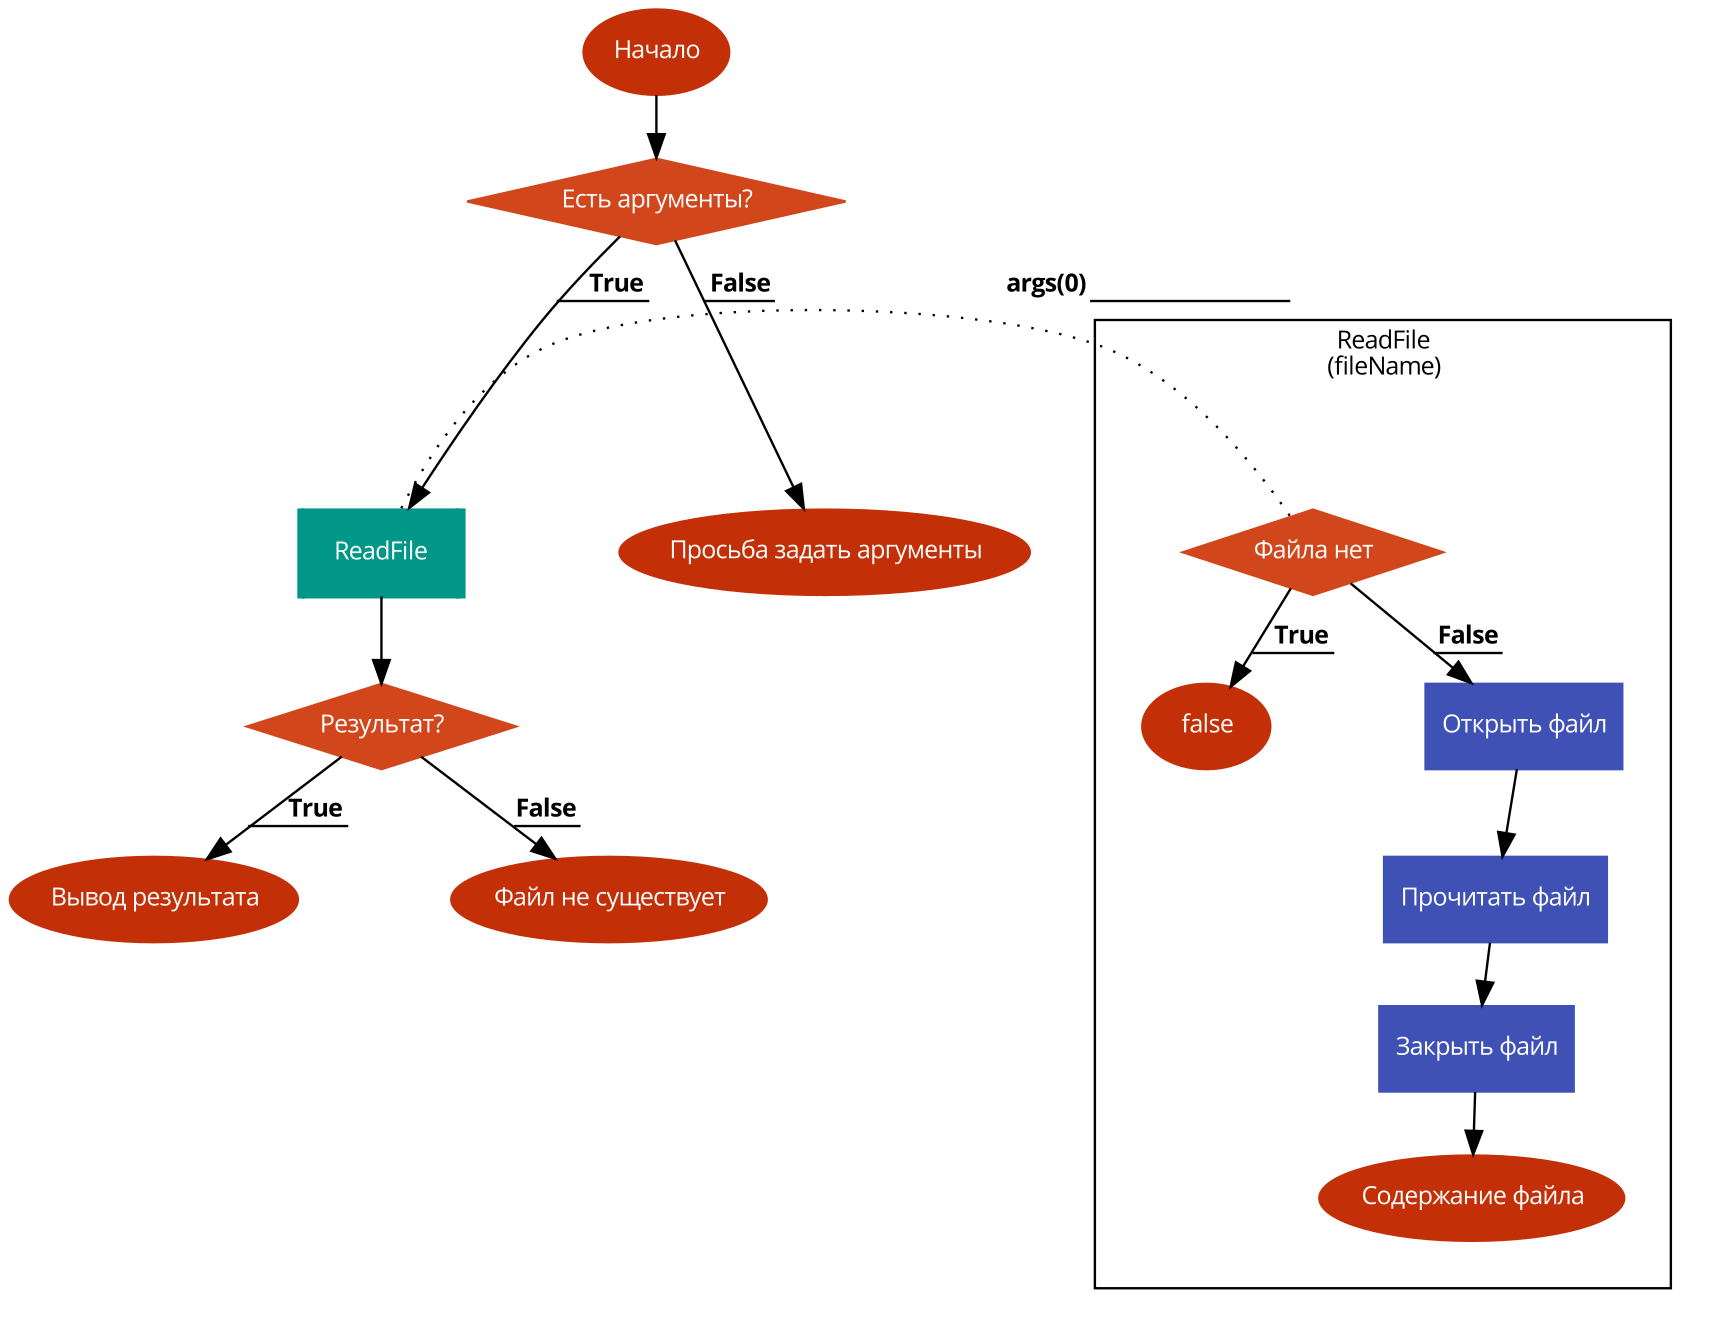 Начало
Есть аргументы?
True
False
args(0)
ReadFile
(fileName)
ReadFile
Просьба задать аргументы
Файла нет
True
False
Результат?
false
Открыть файл
True
False
Вывод результата
Файл не существует
Прочитать файл
Закрыть файл
Содержание файла